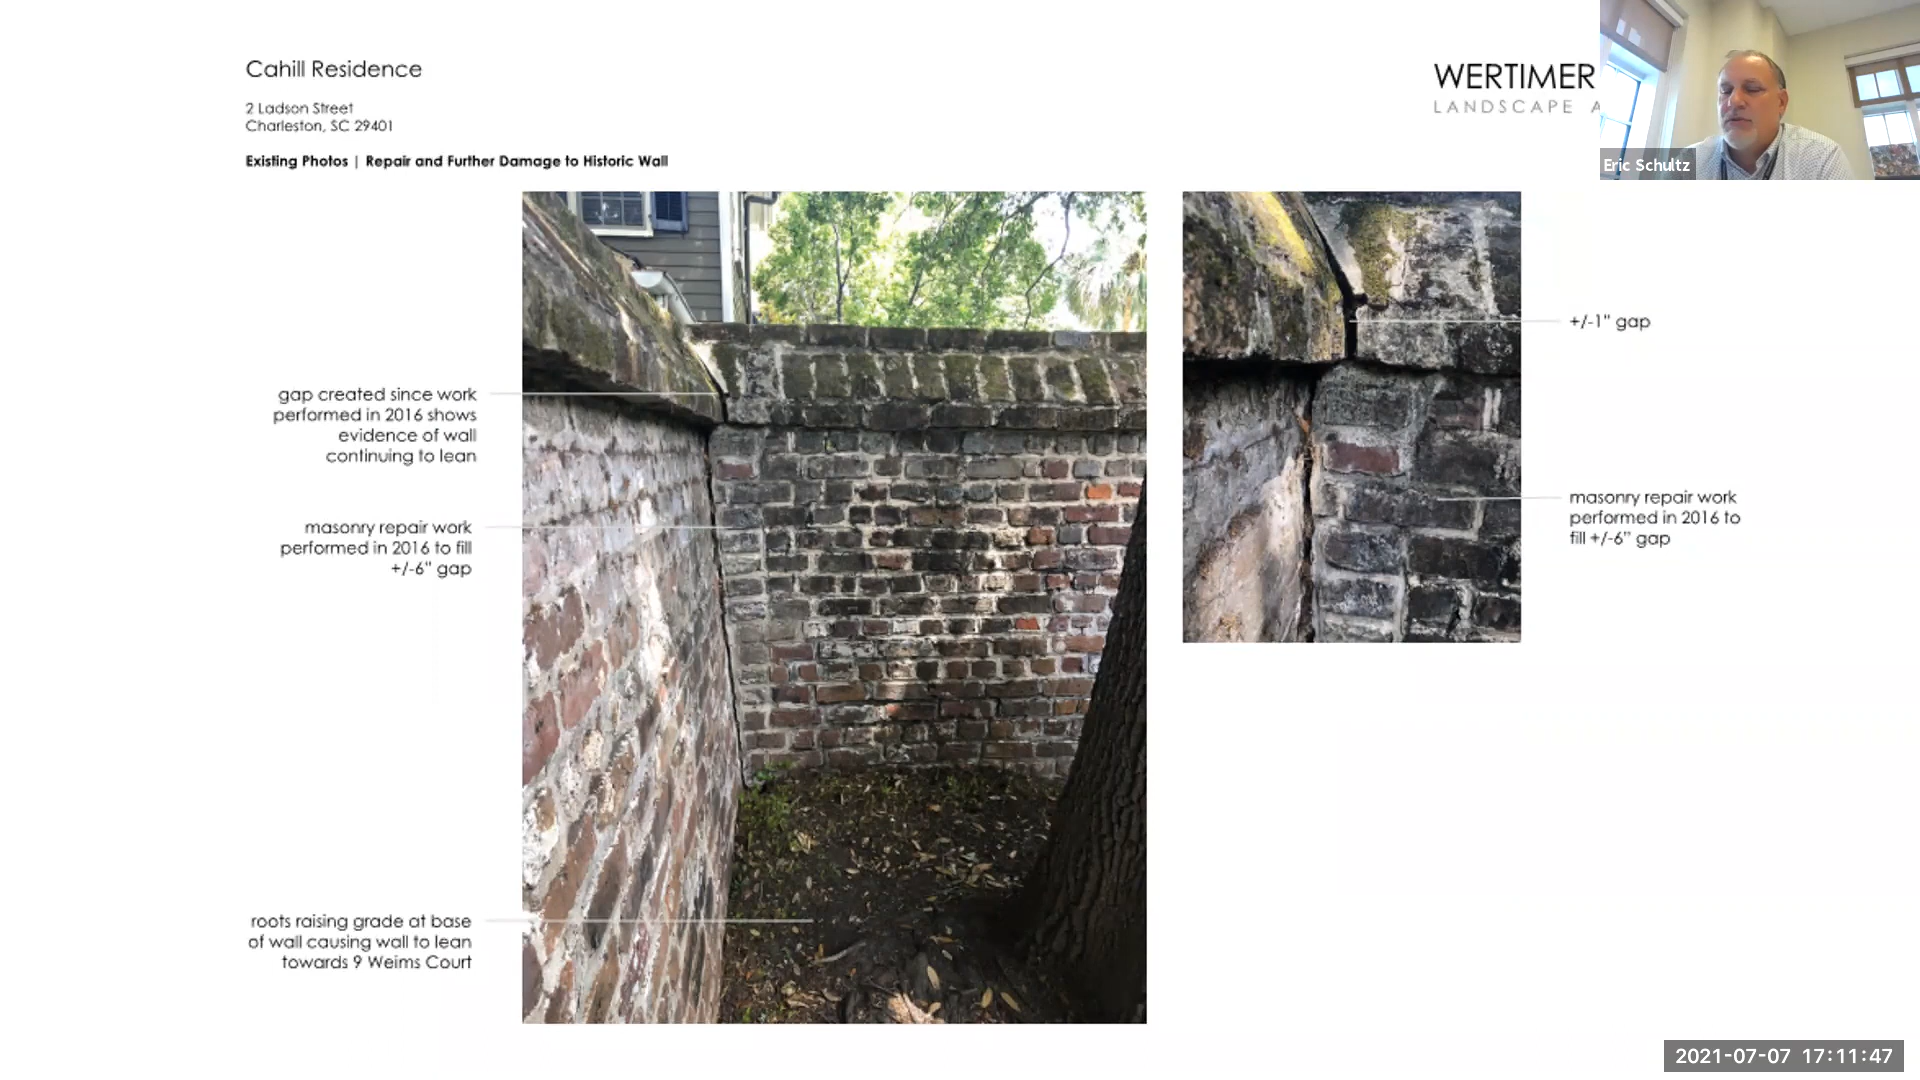 Cahill Residence
2 Ladson Street
Charleston, SC 29401
Existing Photos | Repair and Further Damage to Historic Wall
WERTIMER
LANDSCAPE A
Eric Schultz
gap created since work
performed in 2016 shows
evidence of wall
continuing to lean
masonry repair work
performed in 2016 to fill
+/-6" gap
roots raising grade at base
of wall causing wall to lean
towards 9 Weims Court
+/-1" gap
masonry repair work
performed in 2016 to
fill +/-6" gap
2021-07-07 17:11:47